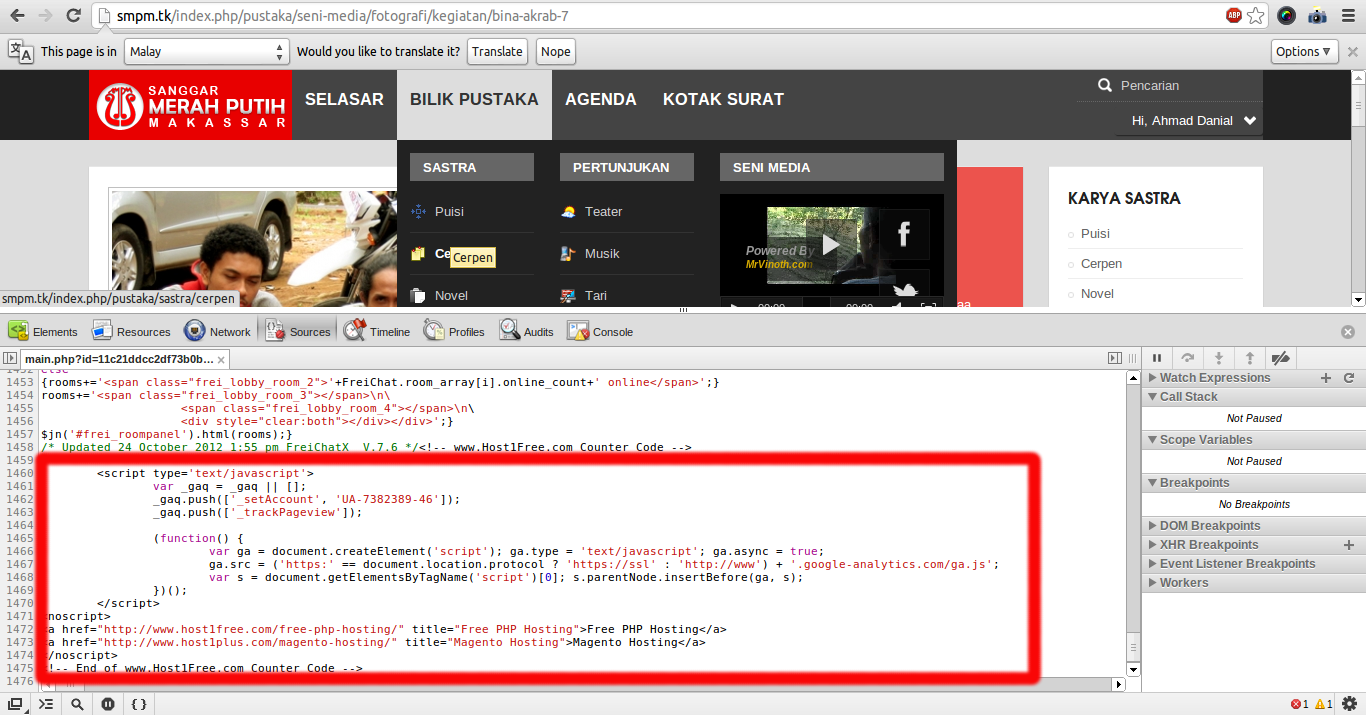 smpm.tk/index.php/pustaka/seni-media/fotografi/kegiatan/bina-akrab-7
ABP
This page is in Malay Would you like to translate it? Translate Nope Options
SANGGAR
MERAH PUTIH
MAKASSAR
SELASAR BILIK PUSTAKA AGENDA KOTAK SURAT
Pencarian
Hi, Ahmad Danial
SASTRA PERTUNJUKAN SENI MEDIA
KARYA SASTRA
Puisi Teater
Puisi
Powered By
MrVinoth.com
Cerpen Musik
Cerpen
Novel Tari
Novel
00:00 00:00
smpm.tk/index.php/pustaka/sastra/cerpen
Elements Resources Network Sources Timeline Profiles Audits Console
main.php?id=11c21ddcc2df73b0b...
1452 else
1453 {rooms+='<span class="frei_lobby_room_2">'+FreiChat.room_array[i].online_count+' online</span>';}
1454 rooms+='<span class="frei_lobby_room_3"></span>\n\
1455 <span class="frei_lobby_room_4"></span>\n\
1456 <div style="clear:both"></div></div>';}
1457 $jn('#frei_roompanel').html(rooms);}
1458 /* Updated 24 October 2012 1:55 pm FreiChatX V.7.6 */<!-- www.Host1Free.com Counter Code -->
1459
1460 <script type='text/javascript'>
1461 var _gaq = _gaq || [];
1462 _gaq.push(['_setAccount', 'UA-7382389-46']);
1463 _gaq.push(['_trackPageview']);
1464
1465 (function() {
1466 var ga = document.createElement('script'); ga.type = 'text/javascript'; ga.async = true;
1467 ga.src = ('https:' == document.location.protocol ? 'https://ssl' : 'http://www') + '.google-analytics.com/ga.js';
1468 var s = document.getElementsByTagName('script')[0]; s.parentNode.insertBefore(ga, s);
1469 })();
1470 </script>
1471 <noscript>
1472 <a href="http://www.host1free.com/free-php-hosting/" title="Free PHP Hosting">Free PHP Hosting</a>
1473 <a href="http://www.host1plus.com/magento-hosting/" title="Magento Hosting">Magento Hosting</a>
1474 </noscript>
1475 <!-- End of www.Host1Free.com Counter Code -->
1476
Watch Expressions
Call Stack
Not Paused
Scope Variables
Not Paused
Breakpoints
No Breakpoints
DOM Breakpoints
XHR Breakpoints
Event Listener Breakpoints
Workers
1 1